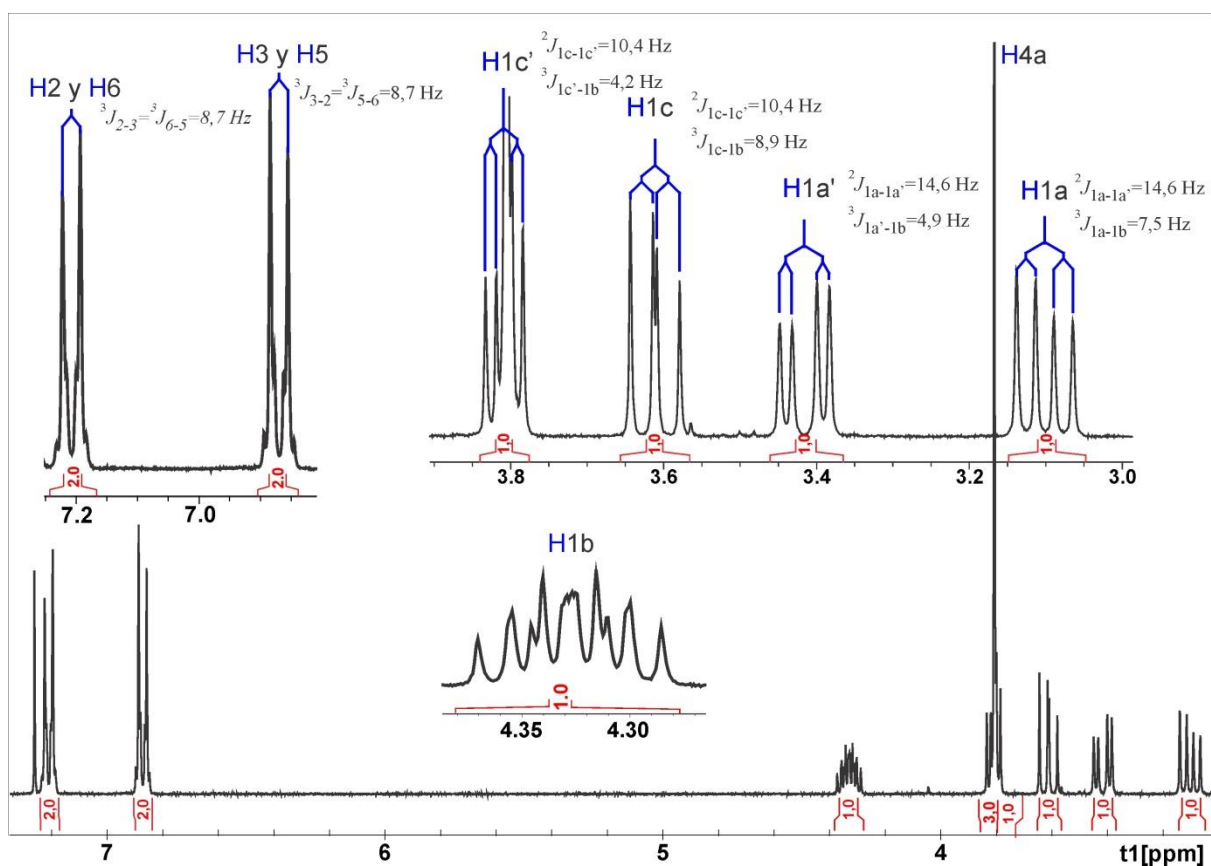 H2 y H6
³J2-3=³J6-5=8,7 Hz
H3 y H5
³J3-2=³J5-6=8,7 Hz
H1c'
²J1c-1c'=10,4 Hz
³J1c'-1b=4,2 Hz
H1c
²J1c-1c'=10,4 Hz
³J1c-1b=8,9 Hz
H1a'
²J1a-1a'=14,6 Hz
³J1a'-1b=4,9 Hz
H4a
H1a
²J1a-1a'=14,6 Hz
³J1a-1b=7,5 Hz
2.0
2.0
7.2 7.0
1,0 1,0 1,0 1,0
3.8 3.6 3.4 3.2 3.0
H1b
1.0
4.35 4.30
2,0 2,0 1,0 3,0 1,0 1,0 1,0 1,0
7 6 5 4 t1[ppm]